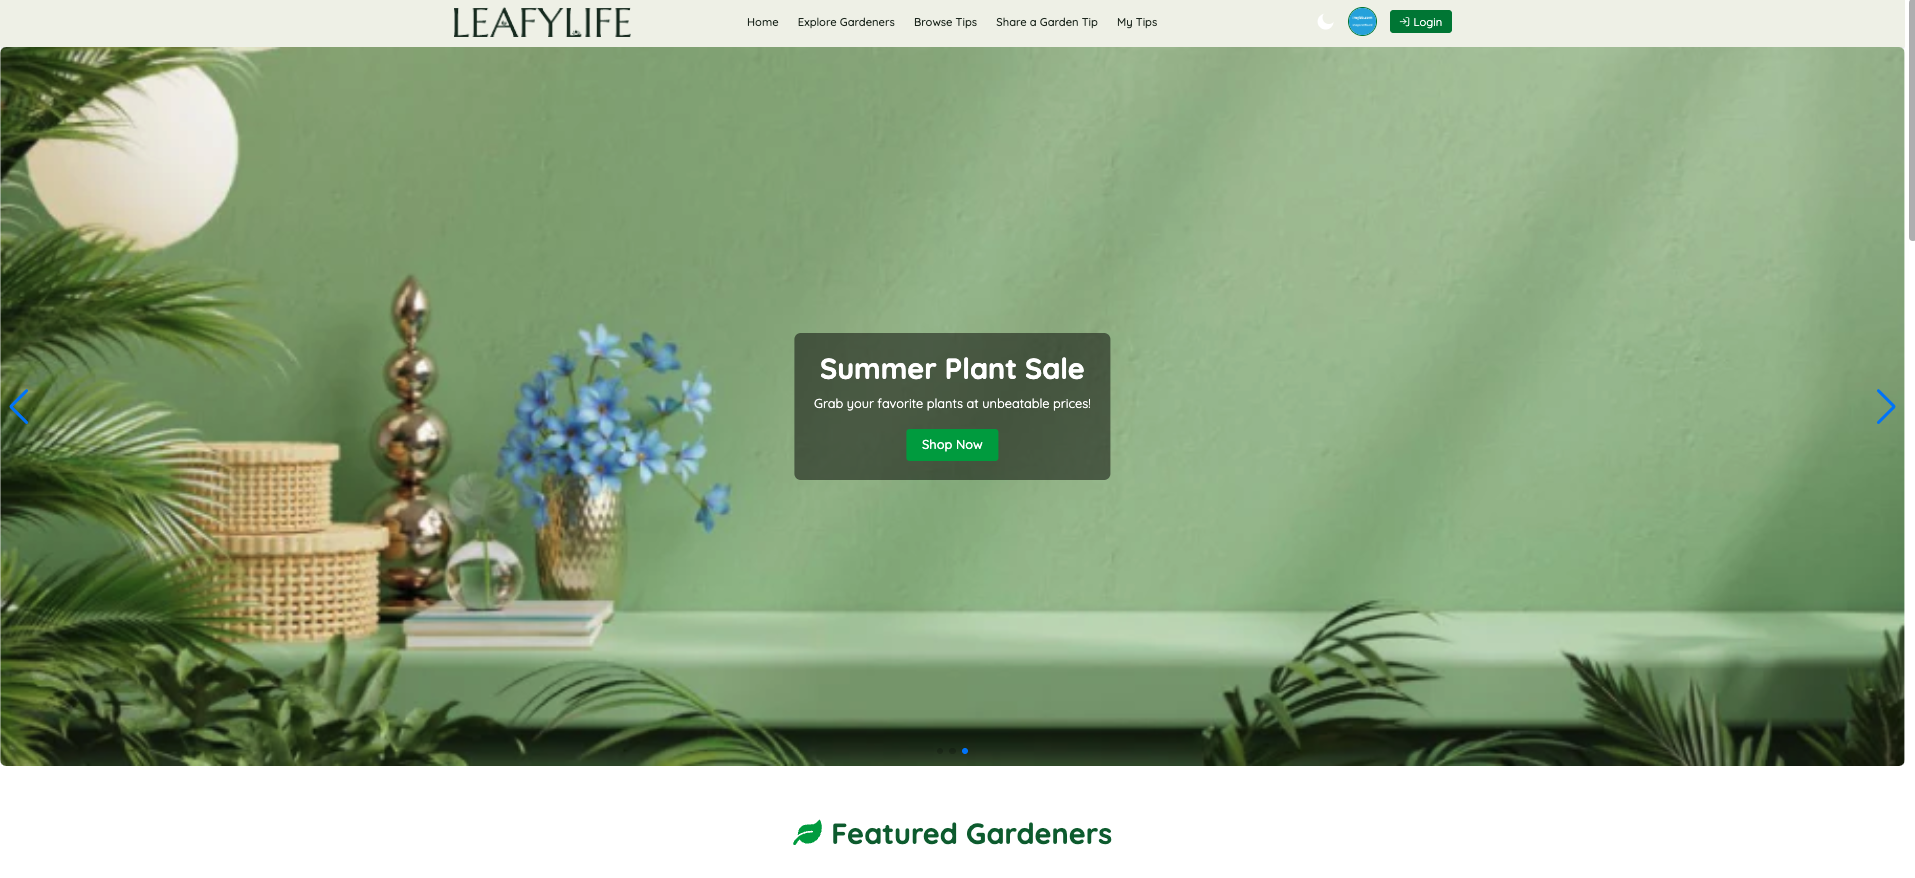 LEAFYLIFE
Home Explore Gardeners Browse Tips Share a Garden Tip My Tips
Login
Summer Plant Sale
Grab your favorite plants at unbeatable prices!
Shop Now
Featured Gardeners